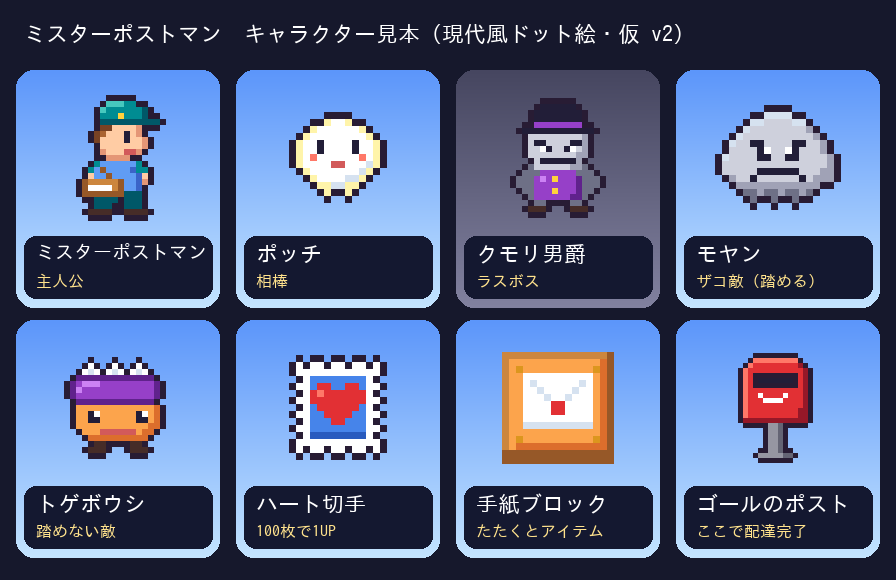 ミスターポストマン　キャラクター見本（現代風ドット絵・仮 v2）
ミスターポストマン
主人公
ポッチ
相棒
クモリ男爵
ラスボス
モヤン
ザコ敵（踏める）
トゲボウシ
踏めない敵
ハート切手
100枚で1UP
手紙ブロック
たたくとアイテム
ゴールのポスト
ここで配達完了